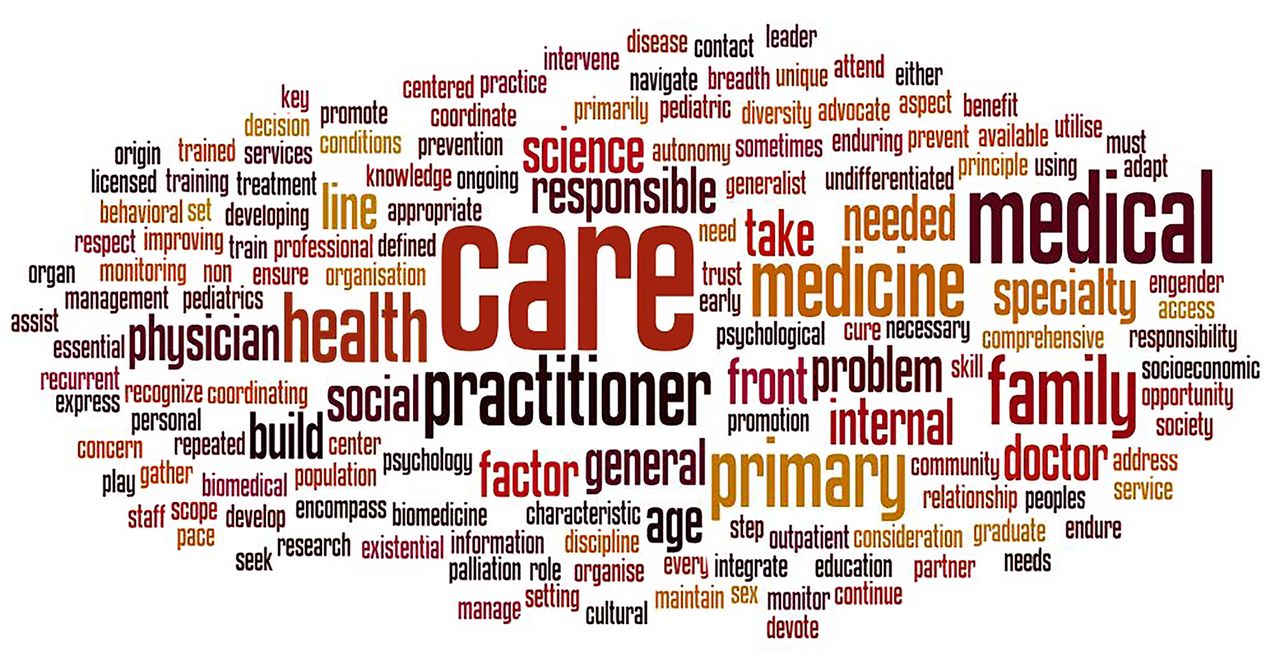 disease contact leader
intervene
centered practice navigate breadth unique attend either
key promote coordinate primarily pediatric diversity advocate aspect benefit
decision conditions prevention science autonomy sometimes enduring prevent available utilise must
origin trained services knowledge ongoing responsible generalist undifferentiated principle using adapt
licensed training treatment line appropriate needed medical
behavioral set developing need take
respect improving train professional defined care trust medicine specialty engender
organ monitoring non ensure organisation early access
management pediatrics health psychological cure necessary comprehensive responsibility
assist essential physician practitioner front problem skill family socioeconomic
recurrent recognize coordinating social promotion internal opportunity
express personal build society
concern repeated center psychology factor general primary community doctor address
play gather biomedical population relationship peoples service
staff scope develop encompass biomedicine characteristic age step outpatient consideration graduate endure
pace research existential information discipline
seek palliation role organise every integrate education partner needs
manage setting cultural maintain sex monitor continue
devote